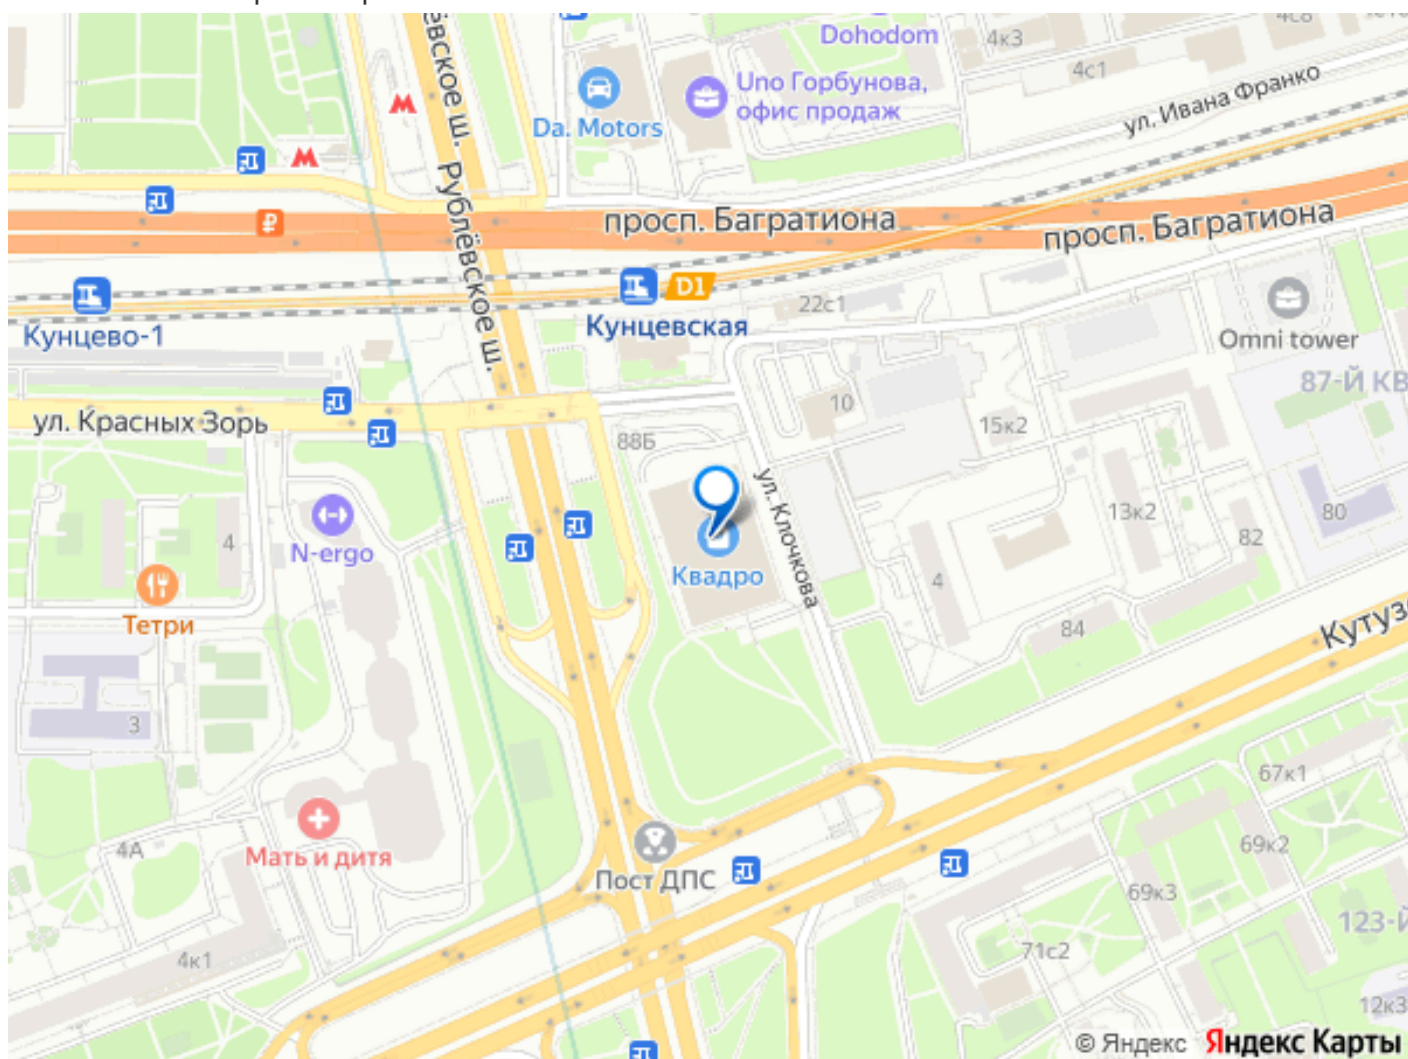 Dohodom
4к3
4с8
4с1
Uno Горбунова,
офис продаж
Da. Motors
ул. Ивана Франко
Рублёвское ш.
просп. Багратиона
просп. Багратиона
D1
22с1
Кунцево-1
Кунцевская
Omni tower
87-Й КВ
ул. Красных Зорь
88Б
10
15к2
ул. Клочкова
13к2
80
82
N-ergo
4
Квадро
4
Тетри
84
Кутуз
3
67к1
4А
Мать и дитя
Пост ДПС
69к2
69к3
123-Й
4к1
71с2
12к3
© Яндекс Яндекс Карты